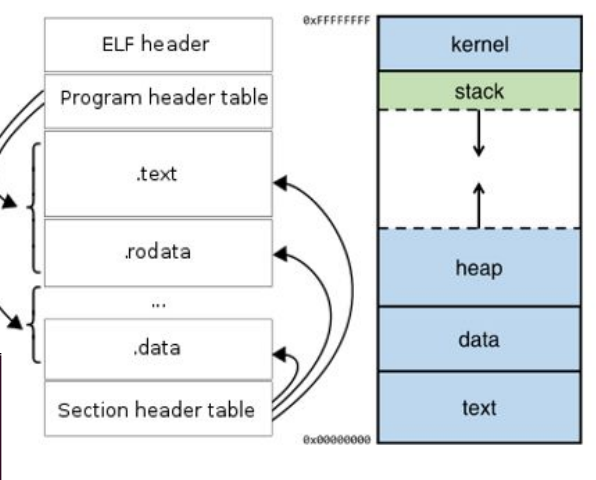 ELF header
Program header table
.text
.rodata
...
.data
Section header table
0xFFFFFFFF
kernel
stack
heap
data
text
0x00000000